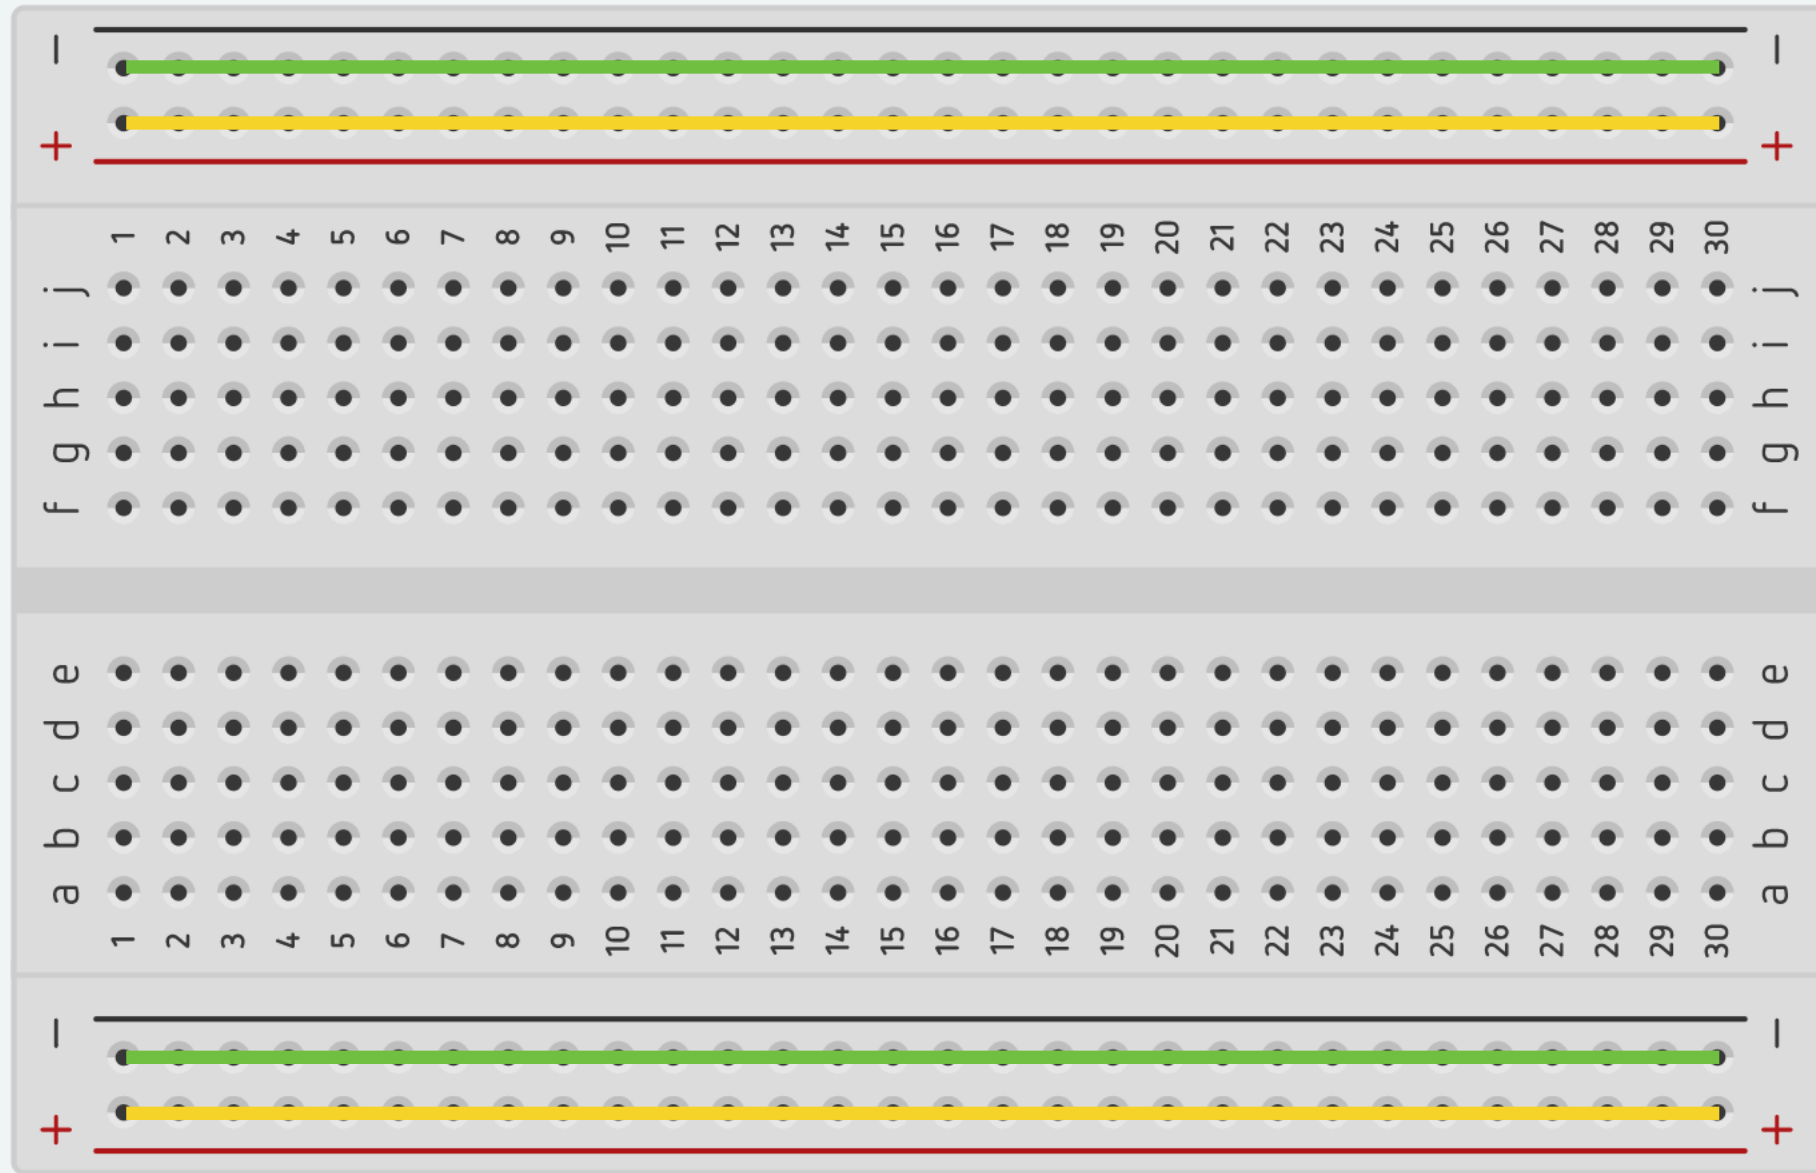 – –
+ +
1 2 3 4 5 6 7 8 9 10 11 12 13 14 15 16 17 18 19 20 21 22 23 24 25 26 27 28 29 30
j j
i i
h h
g g
f f
e e
d d
c c
b b
a a
1 2 3 4 5 6 7 8 9 10 11 12 13 14 15 16 17 18 19 20 21 22 23 24 25 26 27 28 29 30
– –
+ +